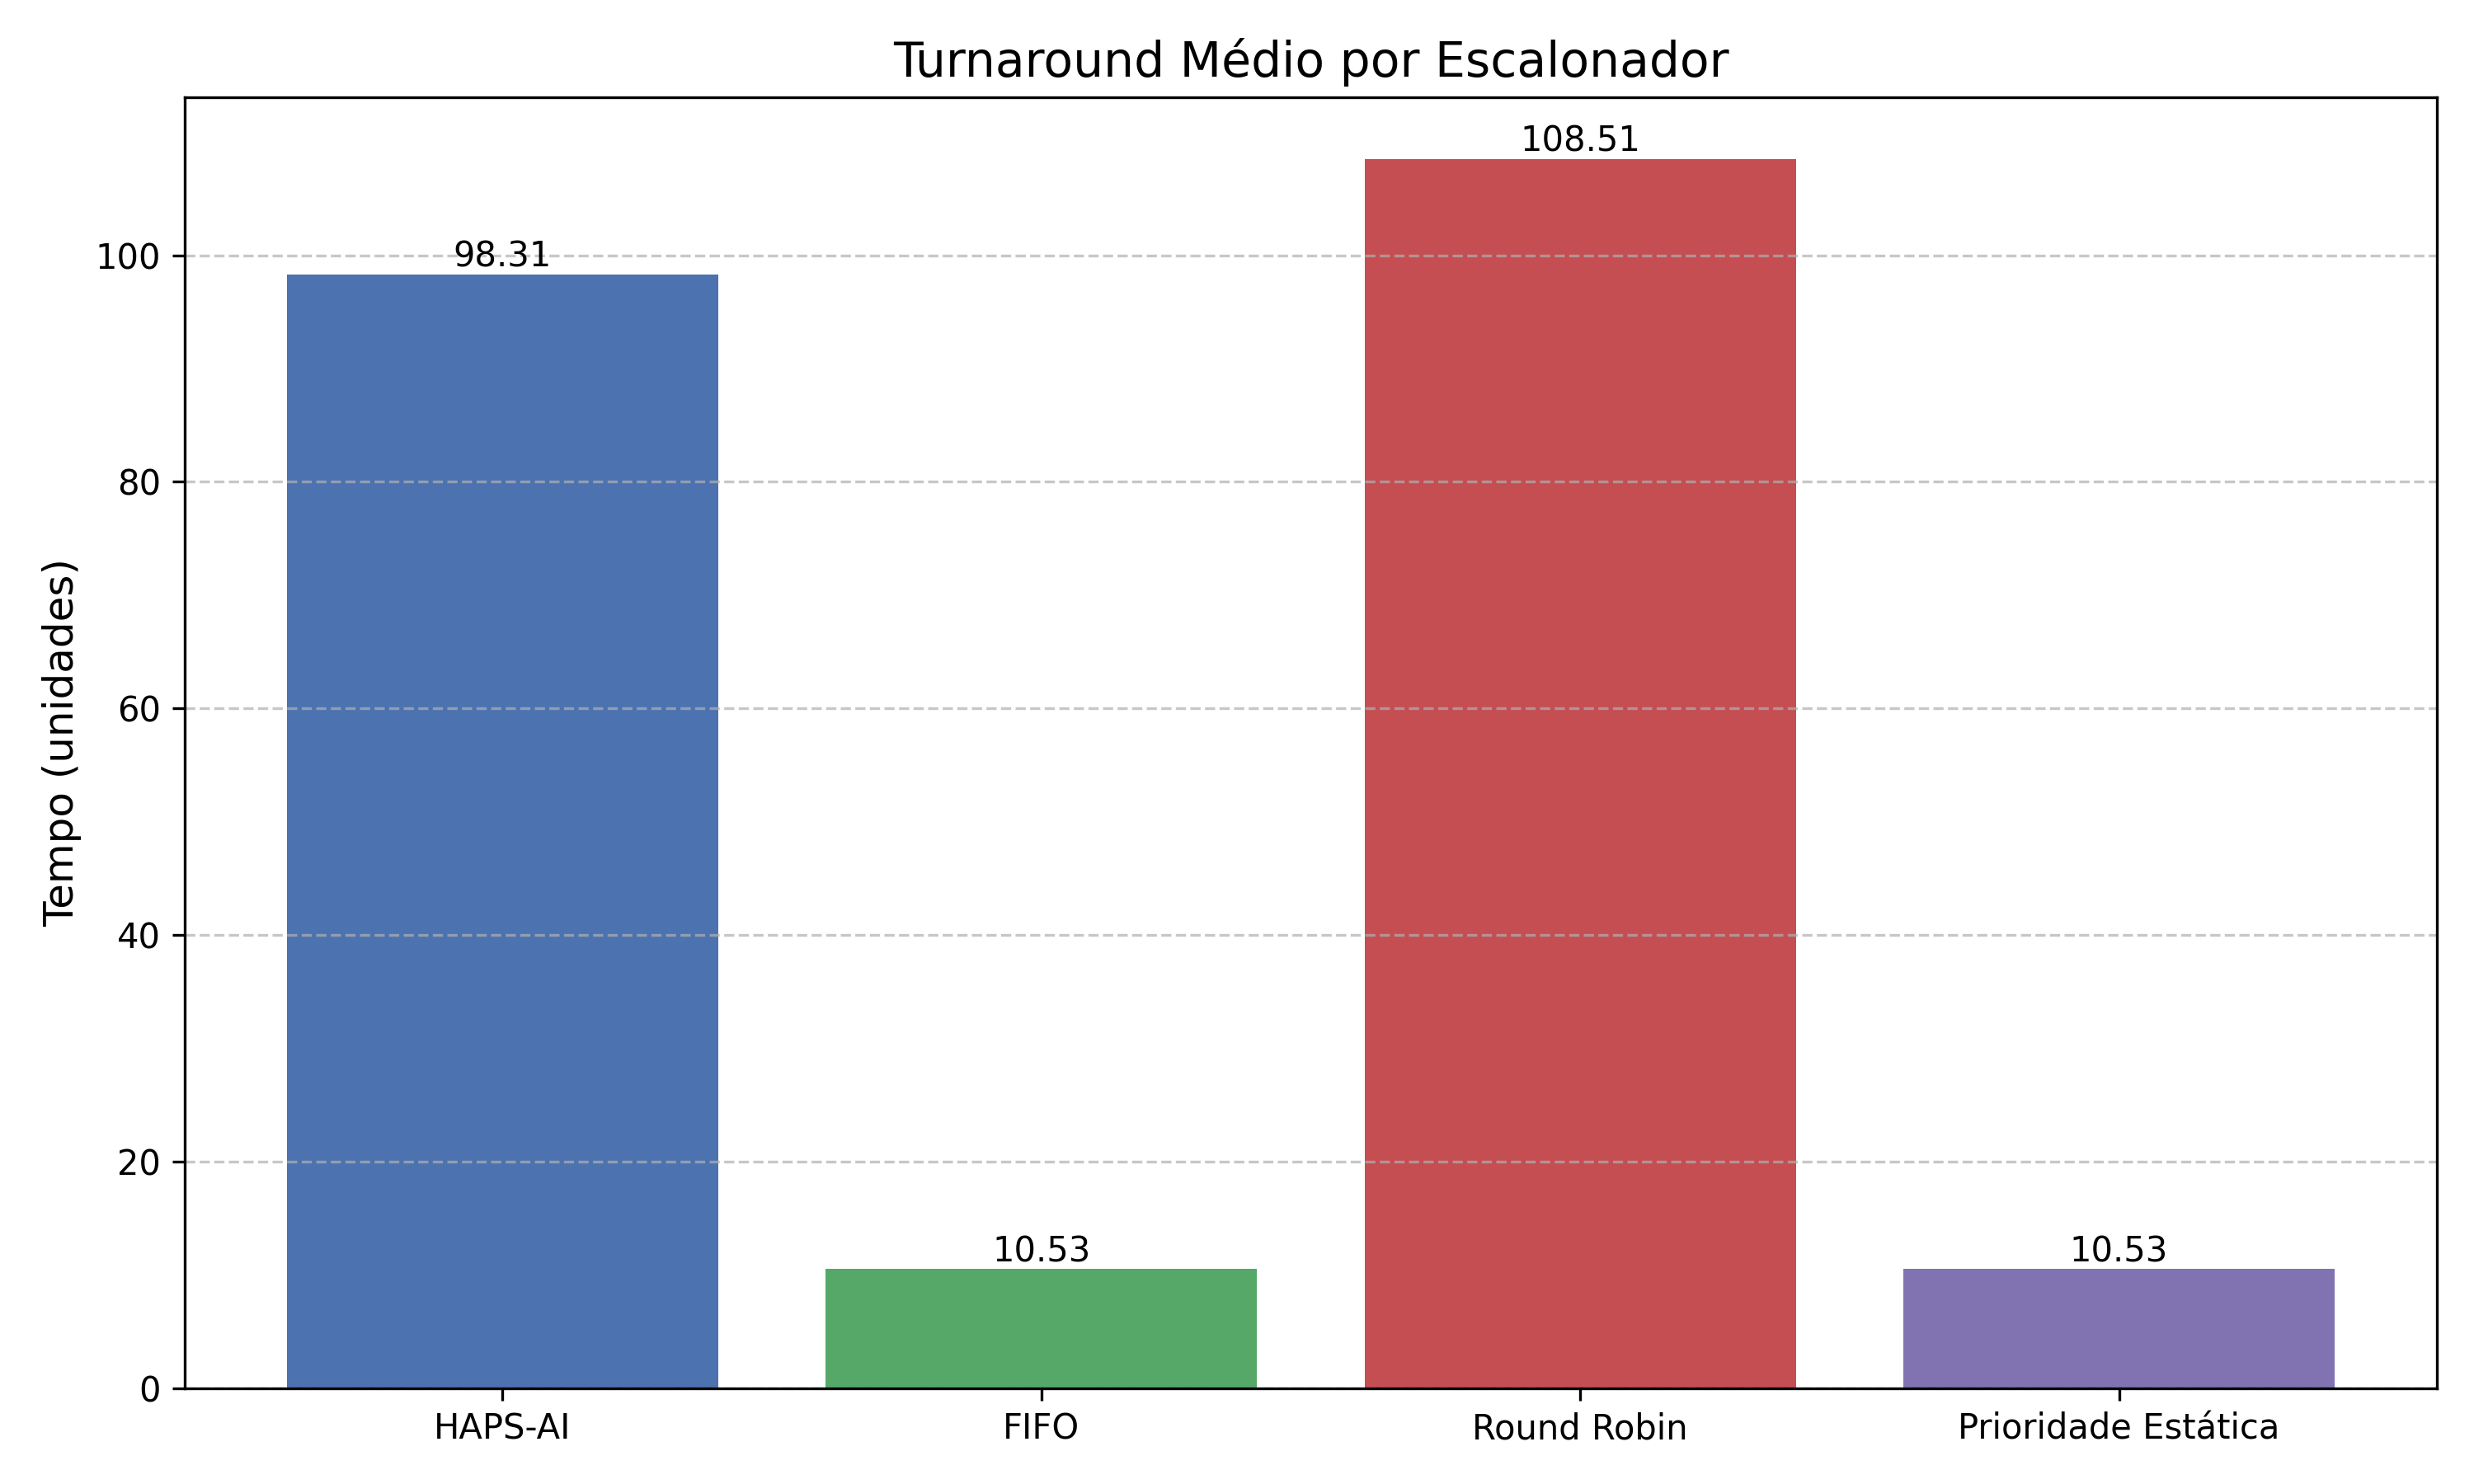 Turnaround Médio por Escalonador
Tempo (unidades)
100
80
60
40
20
0
98.31
10.53
108.51
10.53
HAPS-AI
FIFO
Round Robin
Prioridade Estática